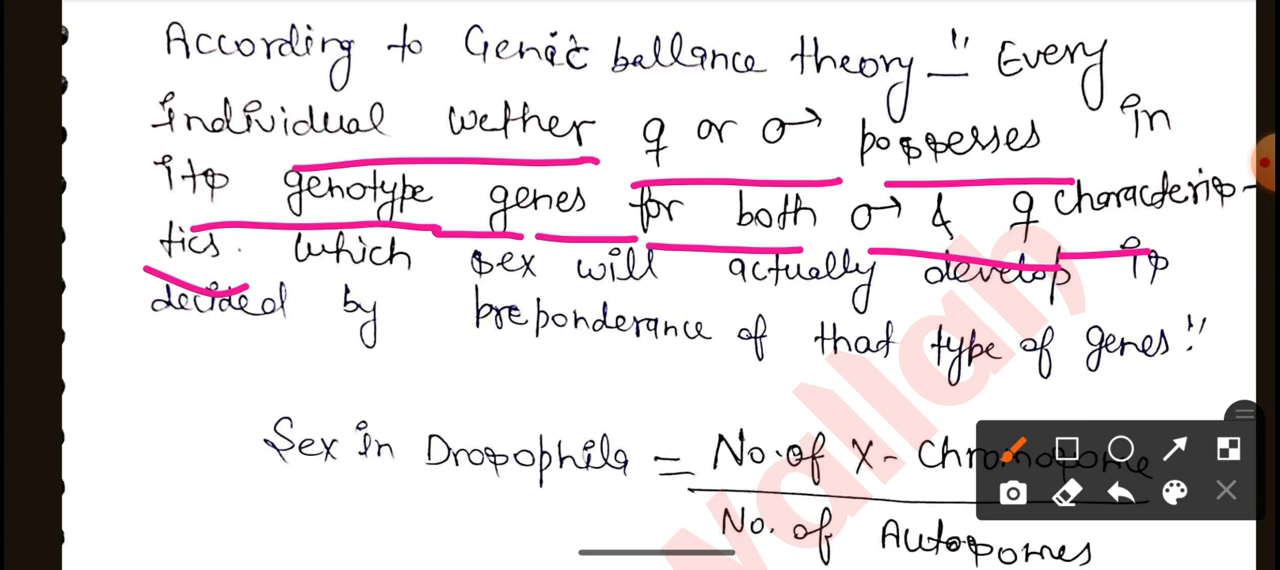 According to Genic ballance theory - "Every
individual wether ♀ or ♂ possesses in
its genotype genes for both ♂ & ♀ characteris-
tics. Which sex will actually develop is
decided by preponderance of that type of genes."
Sex in Drosophila = No. of X- Chromosome
No. of Autosomes
wallah